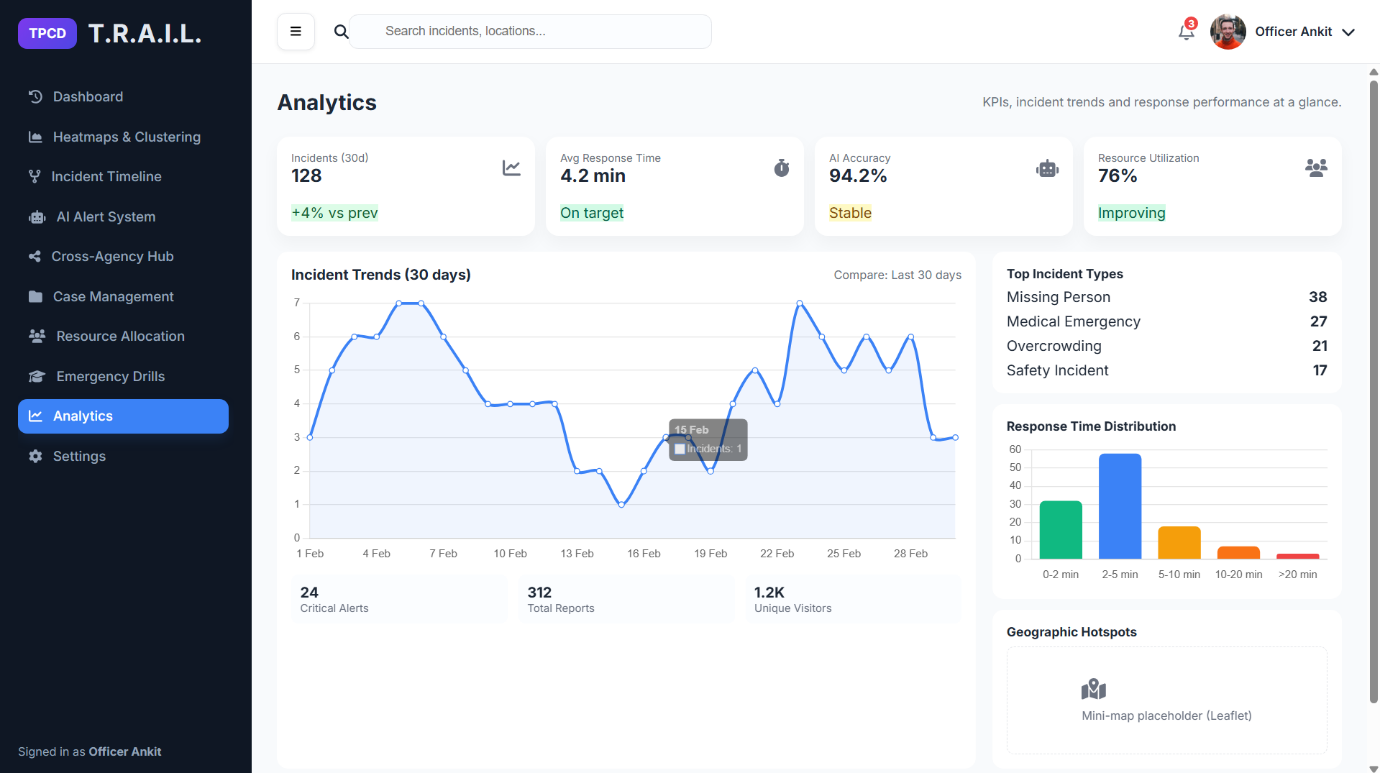 TPCD T.R.A.I.L.
Dashboard
Heatmaps & Clustering
Incident Timeline
AI Alert System
Cross-Agency Hub
Case Management
Resource Allocation
Emergency Drills
Analytics
Settings
Signed in as Officer Ankit
Search incidents, locations...
3
Officer Ankit
Analytics
KPIs, incident trends and response performance at a glance.
Incidents (30d)
128
+4% vs prev
Avg Response Time
4.2 min
On target
AI Accuracy
94.2%
Stable
Resource Utilization
76%
Improving
Incident Trends (30 days)
Compare: Last 30 days
7
6
5
4
3
2
1
0
15 Feb
Incidents: 1
1 Feb 4 Feb 7 Feb 10 Feb 13 Feb 16 Feb 19 Feb 22 Feb 25 Feb 28 Feb
24
Critical Alerts
312
Total Reports
1.2K
Unique Visitors
Top Incident Types
Missing Person 38
Medical Emergency 27
Overcrowding 21
Safety Incident 17
Response Time Distribution
60
50
40
30
20
10
0
0-2 min 2-5 min 5-10 min 10-20 min >20 min
Geographic Hotspots
Mini-map placeholder (Leaflet)